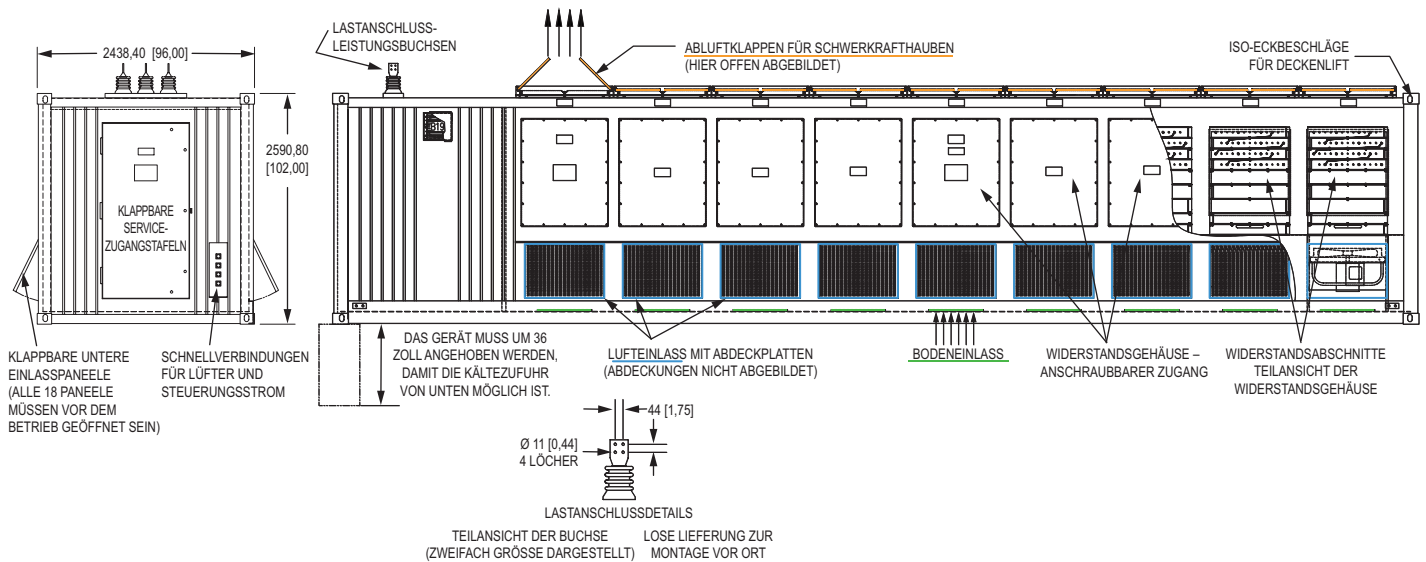 2438,40 [96,00]
2590,80
[102,00]
KLAPPBARE
SERVICE-
ZUGANGSTAFELN
KLAPPBARE UNTERE
EINLASSPANEELE
(ALLE 18 PANEELE
MÜSSEN VOR DEM
BETRIEB GEÖFFNET SEIN)
SCHNELLVERBINDUNGEN
FÜR LÜFTER UND
STEUERUNGSSTROM
LASTANSCHLUSS-
LEISTUNGSBUCHSEN
ABLUFTKLAPPEN FÜR SCHWERKRAFTHAUBEN
(HIER OFFEN ABGEBILDET)
ISO-ECKBESCHLÄGE
FÜR DECKENLIFT
DAS GERÄT MUSS UM 36
ZOLL ANGEHOBEN WERDEN,
DAMIT DIE KÄLTEZUFUHR
VON UNTEN MÖGLICH IST.
LUFTEINLASS MIT ABDECKPLATTEN
(ABDECKUNGEN NICHT ABGEBILDET)
BODENEINLASS
WIDERSTANDSGEHÄUSE –
ANSCHRAUBBARER ZUGANG
WIDERSTANDSABSCHNITTE
TEILANSICHT DER
WIDERSTANDSGEHÄUSE
44 [1,75]
Ø 11 [0,44]
4 LÖCHER
LASTANSCHLUSSDETAILS
TEILANSICHT DER BUCHSE
(ZWEIFACH GRÖSSE DARGESTELLT)
LOSE LIEFERUNG ZUR
MONTAGE VOR ORT